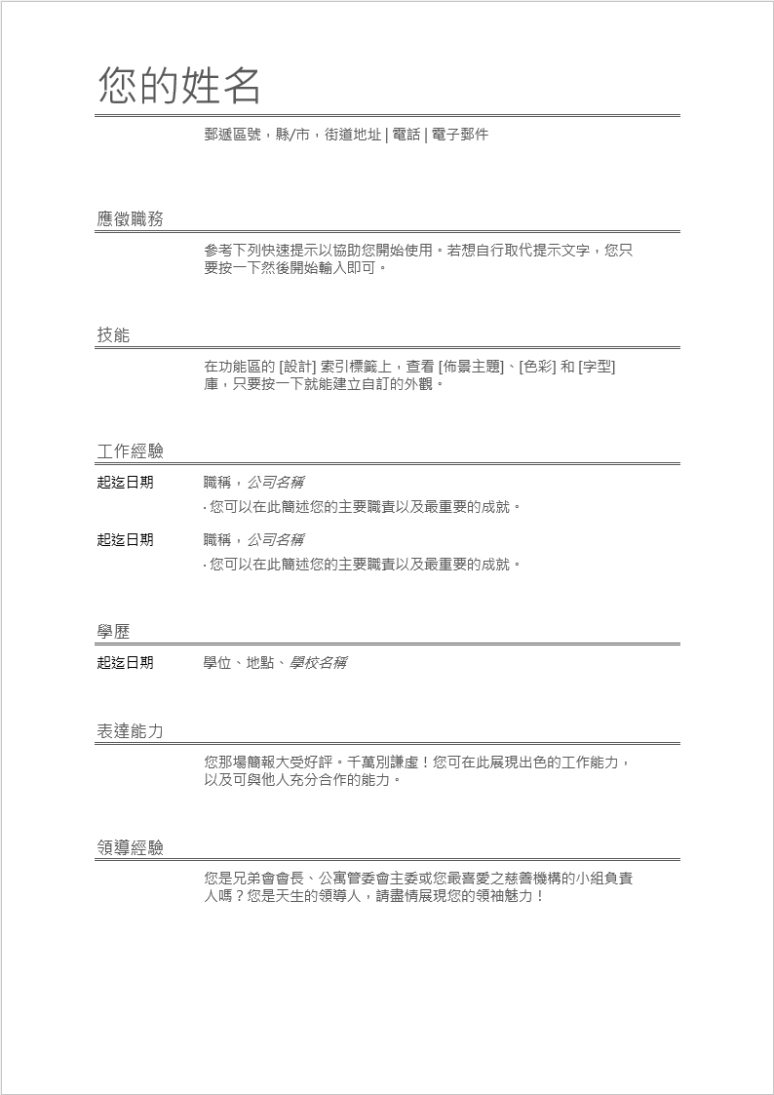 您的姓名
郵遞區號，縣/市，街道地址 | 電話 | 電子郵件
應徵職務
參考下列快速提示以協助您開始使用。若想自行取代提示文字，您只
要按一下然後開始輸入即可。
技能
在功能區的 [設計] 索引標籤上，查看 [佈景主題]、[色彩] 和 [字型]
庫，只要按一下就能建立自訂的外觀。
工作經驗
起迄日期 職稱，公司名稱
· 您可以在此簡述您的主要職責以及最重要的成就。
起迄日期 職稱，公司名稱
· 您可以在此簡述您的主要職責以及最重要的成就。
學歷
起迄日期 學位、地點、學校名稱
表達能力
您那場簡報大受好評。千萬別謙虛！您可在此展現出色的工作能力，
以及可與他人充分合作的能力。
領導經驗
您是兄弟會會長、公寓管委會主委或您最喜愛之慈善機構的小組負責
人嗎？您是天生的領導人，請盡情展現您的領袖魅力！